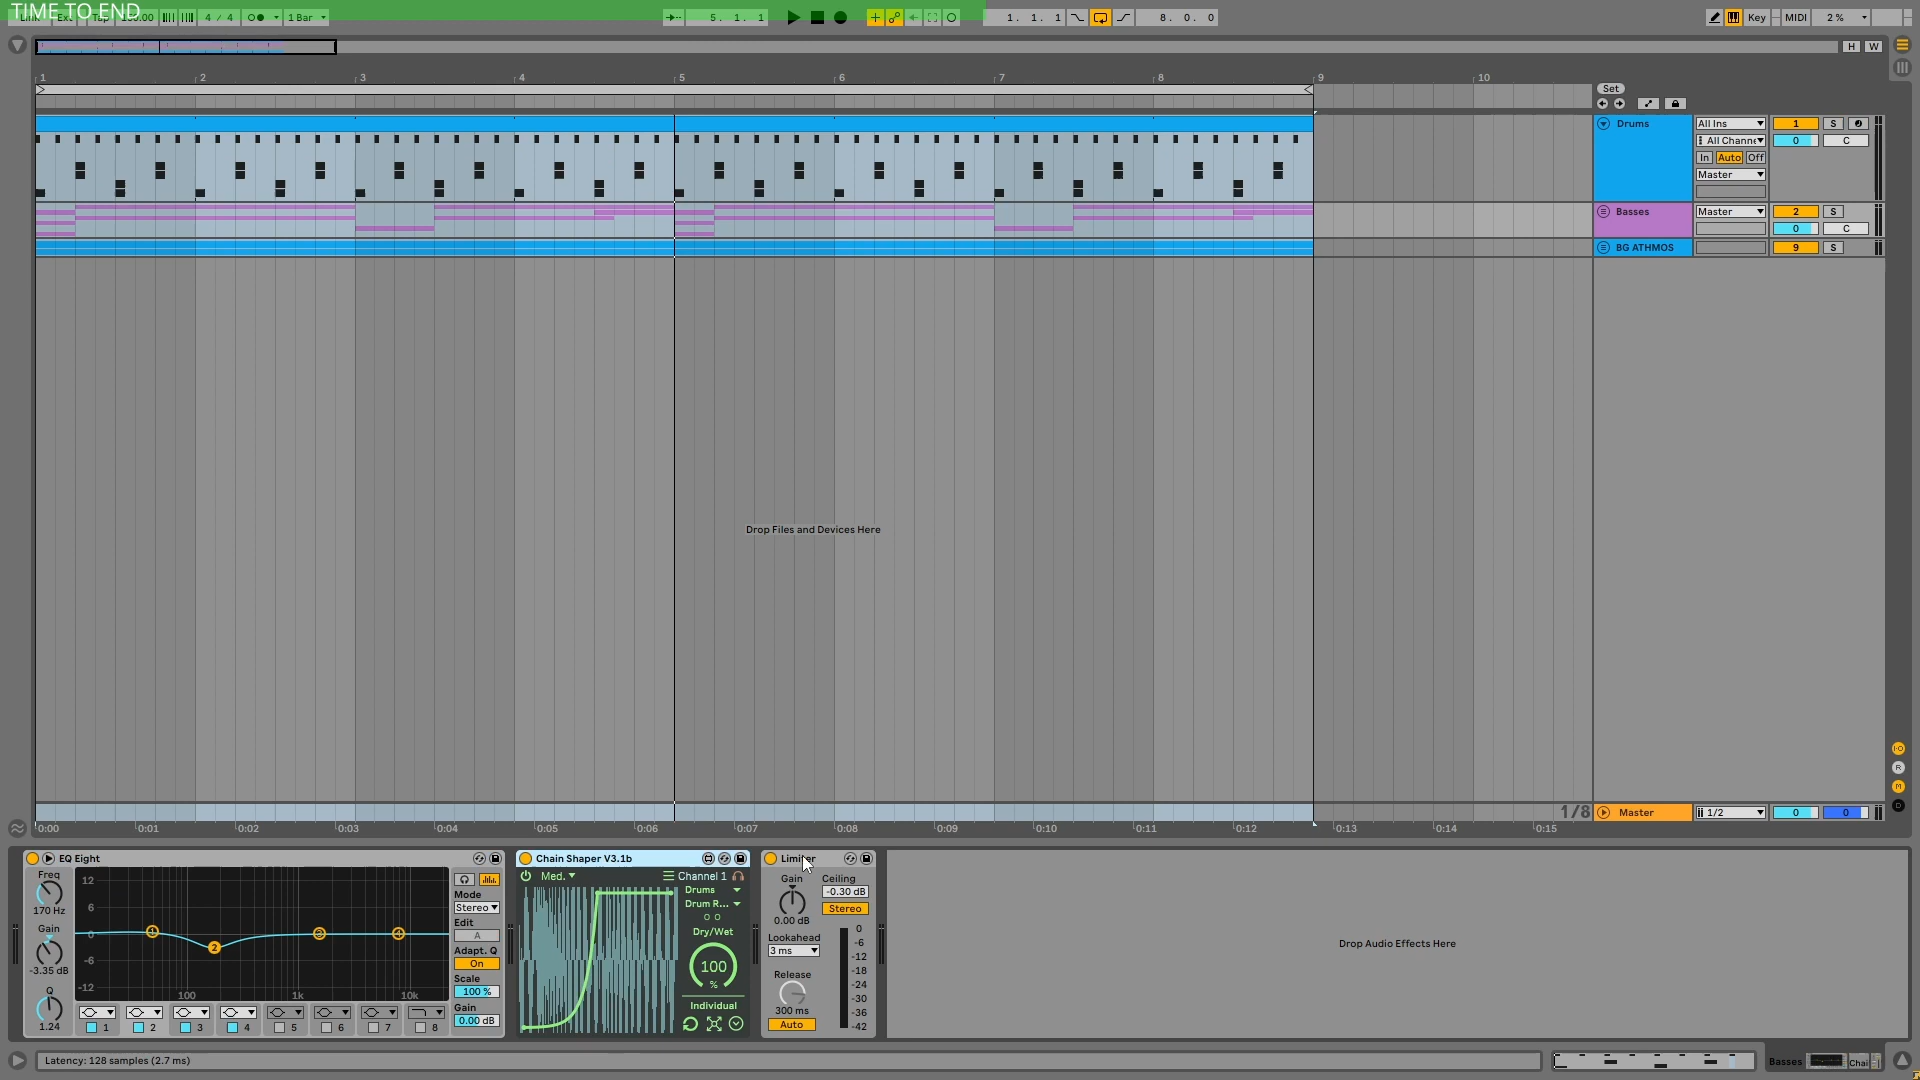 TIME TO END
4 / 4
1 Bar
5. 1. 1
1. 1. 1
8. 0. 0
Key
MIDI
2 %
H
W
1
2
3
4
5
6
7
8
9
10
Set
Drums
All Ins
1
S
All Channe
0
C
In
Auto
Off
Master
Basses
Master
2
S
0
C
BG ATHMOS
9
S
Drop Files and Devices Here
1/8
Master
1/2
0
0
0:00
0:01
0:02
0:03
0:04
0:05
0:06
0:07
0:08
0:09
0:10
0:11
0:12
0:13
0:14
0:15
EQ Eight
Freq
170 Hz
Gain
-3.35 dB
Q
1.24
12
6
0
-6
-12
100
1k
10k
1
2
3
4
5
6
7
8
Mode
Stereo
Edit
A
Adapt. Q
On
Scale
100 %
Gain
0.00 dB
Chain Shaper V3.1b
Med.
Channel 1
Drums
Drum R...
Dry/Wet
100
%
Individual
Limiter
Gain
0.00 dB
Ceiling
-0.30 dB
Stereo
Lookahead
3 ms
Release
300 ms
Auto
0
-6
-12
-18
-24
-30
-36
-42
Drop Audio Effects Here
Latency: 128 samples (2.7 ms)
Basses
Chai